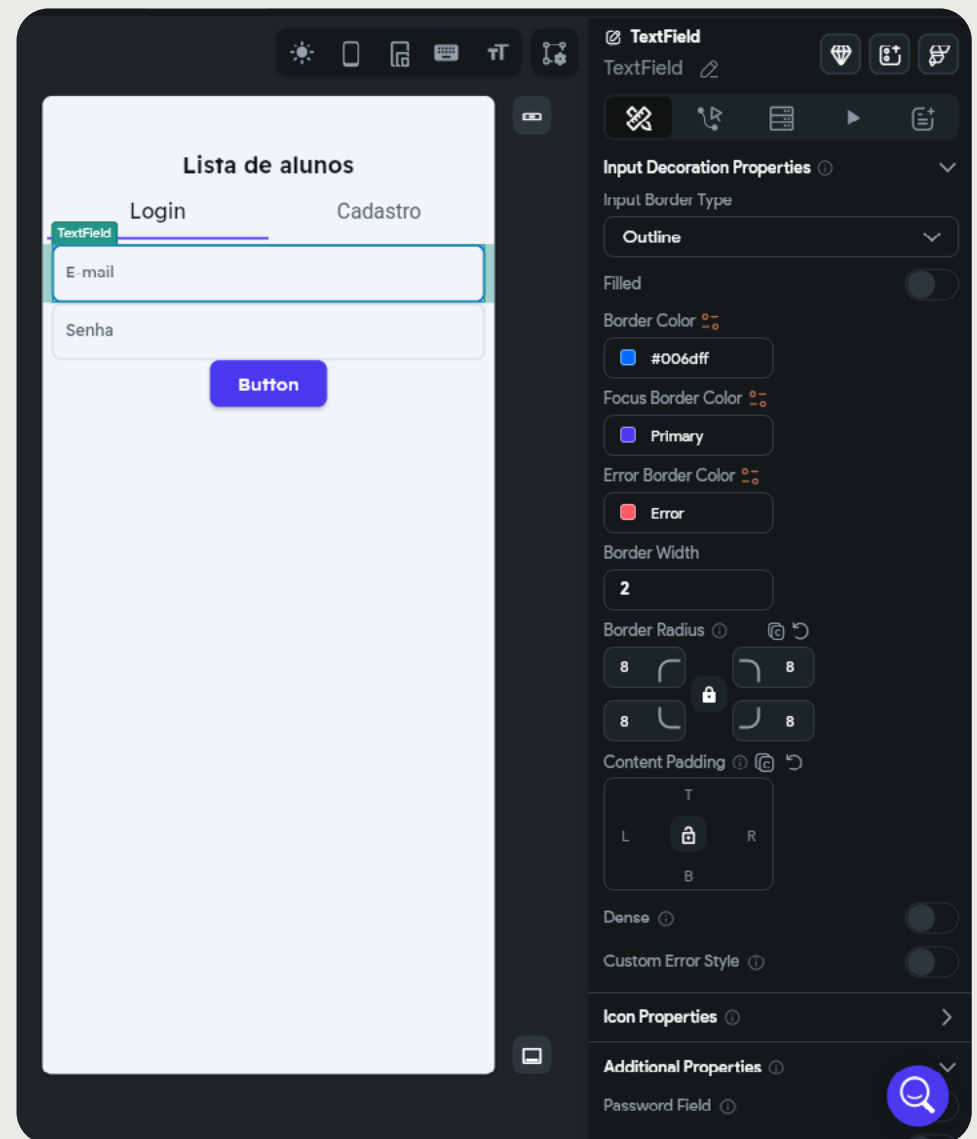 TextField
TextField
Lista de alunos
Login
Cadastro
TextField
E-mail
Senha
Button
Input Decoration Properties
Input Border Type
Outline
Filled
Border Color
#006dff
Focus Border Color
Primary
Error Border Color
Error
Border Width
2
Border Radius
8 8
8 8
Content Padding
T
L R
B
Dense
Custom Error Style
Icon Properties
Additional Properties
Password Field